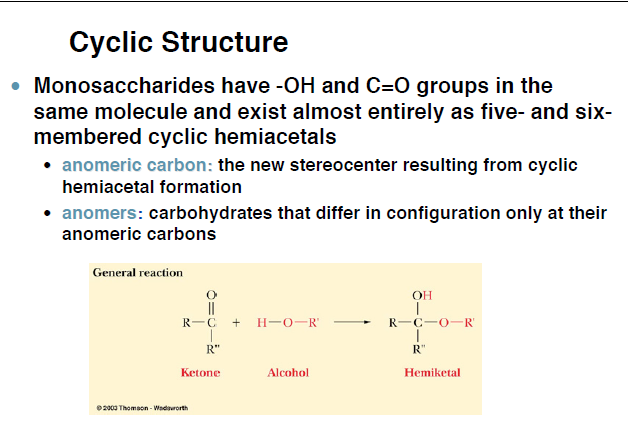 Cyclic Structure
• Monosaccharides have -OH and C=O groups in the
same molecule and exist almost entirely as five- and six-
membered cyclic hemiacetals
• anomeric carbon: the new stereocenter resulting from cyclic
hemiacetal formation
• anomers: carbohydrates that differ in configuration only at their
anomeric carbons
General reaction
O OH
R—C + H—O—R' → R—C—O—R'
R" R"
Ketone Alcohol Hemiketal
© 2003 Thomson - Wadsworth